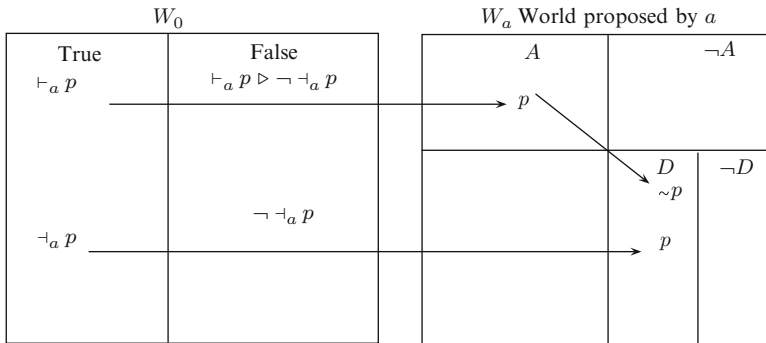 W₀ Wₐ World proposed by a
True False A ¬A
⊢ₐ p ⊢ₐ p ▷ ¬ ⊣ₐ p
p
D ¬D
~p
⊣ₐ p ¬ ⊣ₐ p p